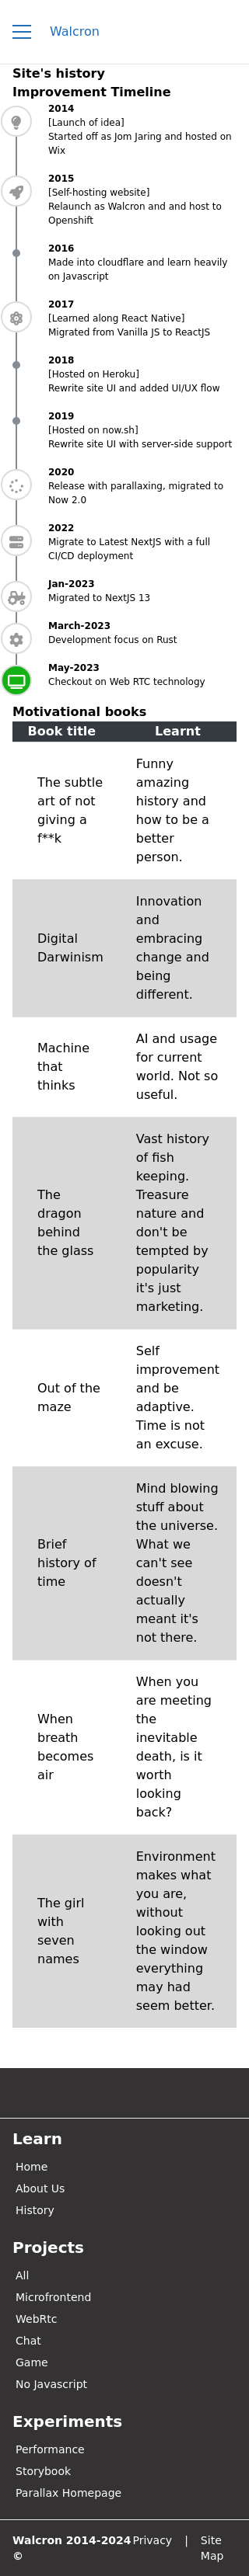 Walcron
Site's history
Improvement Timeline
2014
[Launch of idea]
Started off as Jom Jaring and hosted on
Wix
2015
[Self-hosting website]
Relaunch as Walcron and and host to
Openshift
2016
Made into cloudflare and learn heavily
on Javascript
2017
[Learned along React Native]
Migrated from Vanilla JS to ReactJS
2018
[Hosted on Heroku]
Rewrite site UI and added UI/UX flow
2019
[Hosted on now.sh]
Rewrite site UI with server-side support
2020
Release with parallaxing, migrated to
Now 2.0
2022
Migrate to Latest NextJS with a full
CI/CD deployment
Jan-2023
Migrated to NextJS 13
March-2023
Development focus on Rust
May-2023
Checkout on Web RTC technology
Motivational books
Book title Learnt
The subtle
art of not
giving a
f**k
Funny
amazing
history and
how to be a
better
person.
Digital
Darwinism
Innovation
and
embracing
change and
being
different.
Machine
that
thinks
AI and usage
for current
world. Not so
useful.
The
dragon
behind
the glass
Vast history
of fish
keeping.
Treasure
nature and
don't be
tempted by
popularity
it's just
marketing.
Out of the
maze
Self
improvement
and be
adaptive.
Time is not
an excuse.
Brief
history of
time
Mind blowing
stuff about
the universe.
What we
can't see
doesn't
actually
meant it's
not there.
When
breath
becomes
air
When you
are meeting
the
inevitable
death, is it
worth
looking
back?
The girl
with
seven
names
Environment
makes what
you are,
without
looking out
the window
everything
may had
seem better.
Learn
Home
About Us
History
Projects
All
Microfrontend
WebRtc
Chat
Game
No Javascript
Experiments
Performance
Storybook
Parallax Homepage
Walcron 2014-2024 Privacy | Site
© Map